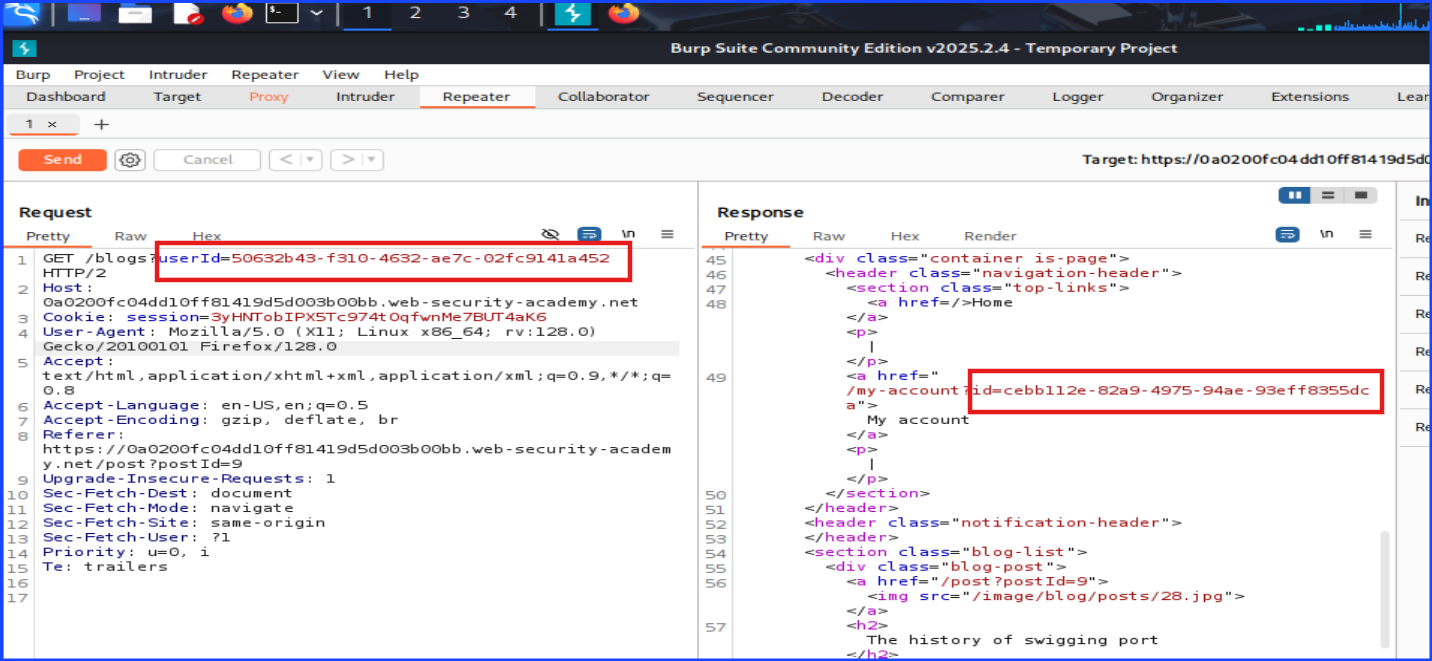 1 2 3 4
Burp Suite Community Edition v2025.2.4 - Temporary Project
Burp Project Intruder Repeater View Help
Dashboard Target Proxy Intruder Repeater Collaborator Sequencer Decoder Comparer Logger Organizer Extensions Lear
1 × +
Send Cancel < >
Target: https://0a0200fc04dd10ff81419d5d0
Request
Pretty Raw Hex \n
1 GET /blogs?userId=50632b43-f310-4632-ae7c-02fc9141a452
HTTP/2
2 Host:
0a0200fc04dd10ff81419d5d003b00bb.web-security-academy.net
3 Cookie: session=3yHNTobIPX5Tc974tOqfwnMe7BUT4aK6
4 User-Agent: Mozilla/5.0 (X11; Linux x86_64; rv:128.0)
Gecko/20100101 Firefox/128.0
5 Accept:
text/html,application/xhtml+xml,application/xml;q=0.9,*/*;q=
0.8
6 Accept-Language: en-US,en;q=0.5
7 Accept-Encoding: gzip, deflate, br
8 Referer:
https://0a0200fc04dd10ff81419d5d003b00bb.web-security-academ
y.net/post?postId=9
9 Upgrade-Insecure-Requests: 1
10 Sec-Fetch-Dest: document
11 Sec-Fetch-Mode: navigate
12 Sec-Fetch-Site: same-origin
13 Sec-Fetch-User: ?1
14 Priority: u=0, i
15 Te: trailers
16
17
Response
Pretty Raw Hex Render \n
45 <div class="container is-page">
46 <header class="navigation-header">
47 <section class="top-links">
48 <a href=/>Home
</a>
<p>
|
</p>
49 <a href="
/my-account?id=cebb112e-82a9-4975-94ae-93eff8355dc
a">
My account
</a>
<p>
|
</p>
50 </section>
51 </header>
52 <header class="notification-header">
53 </header>
54 <section class="blog-list">
55 <div class="blog-post">
56 <a href="/post?postId=9">
<img src="/image/blog/posts/28.jpg">
</a>
57 <h2>
The history of swigging port
</h2>
In
Re
Re
Re
Re
Re
Re